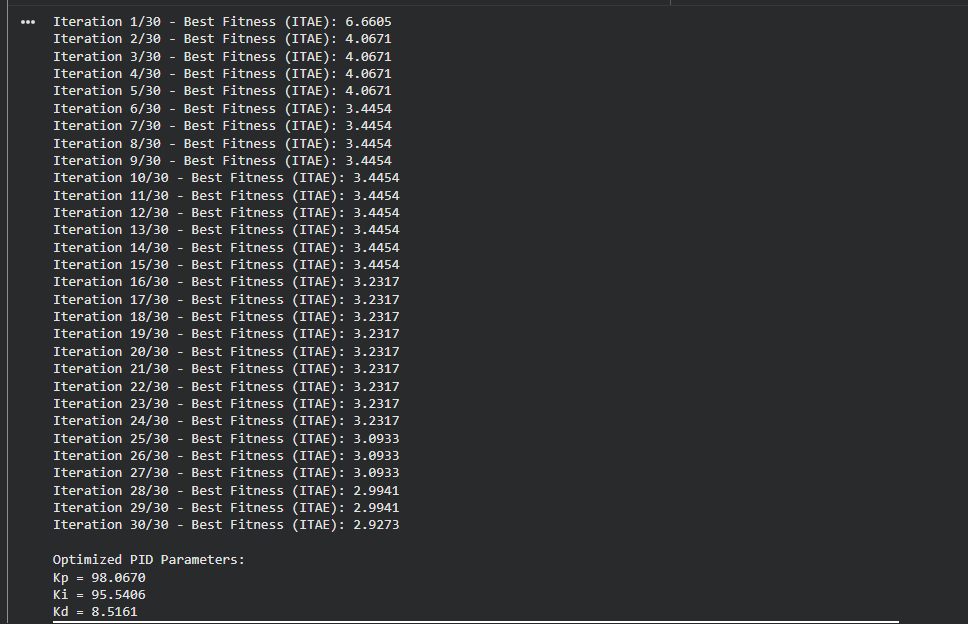 Iteration 1/30 - Best Fitness (ITAE): 6.6605
Iteration 2/30 - Best Fitness (ITAE): 4.0671
Iteration 3/30 - Best Fitness (ITAE): 4.0671
Iteration 4/30 - Best Fitness (ITAE): 4.0671
Iteration 5/30 - Best Fitness (ITAE): 4.0671
Iteration 6/30 - Best Fitness (ITAE): 3.4454
Iteration 7/30 - Best Fitness (ITAE): 3.4454
Iteration 8/30 - Best Fitness (ITAE): 3.4454
Iteration 9/30 - Best Fitness (ITAE): 3.4454
Iteration 10/30 - Best Fitness (ITAE): 3.4454
Iteration 11/30 - Best Fitness (ITAE): 3.4454
Iteration 12/30 - Best Fitness (ITAE): 3.4454
Iteration 13/30 - Best Fitness (ITAE): 3.4454
Iteration 14/30 - Best Fitness (ITAE): 3.4454
Iteration 15/30 - Best Fitness (ITAE): 3.4454
Iteration 16/30 - Best Fitness (ITAE): 3.2317
Iteration 17/30 - Best Fitness (ITAE): 3.2317
Iteration 18/30 - Best Fitness (ITAE): 3.2317
Iteration 19/30 - Best Fitness (ITAE): 3.2317
Iteration 20/30 - Best Fitness (ITAE): 3.2317
Iteration 21/30 - Best Fitness (ITAE): 3.2317
Iteration 22/30 - Best Fitness (ITAE): 3.2317
Iteration 23/30 - Best Fitness (ITAE): 3.2317
Iteration 24/30 - Best Fitness (ITAE): 3.2317
Iteration 25/30 - Best Fitness (ITAE): 3.0933
Iteration 26/30 - Best Fitness (ITAE): 3.0933
Iteration 27/30 - Best Fitness (ITAE): 3.0933
Iteration 28/30 - Best Fitness (ITAE): 2.9941
Iteration 29/30 - Best Fitness (ITAE): 2.9941
Iteration 30/30 - Best Fitness (ITAE): 2.9273
Optimized PID Parameters:
Kp = 98.0670
Ki = 95.5406
Kd = 8.5161